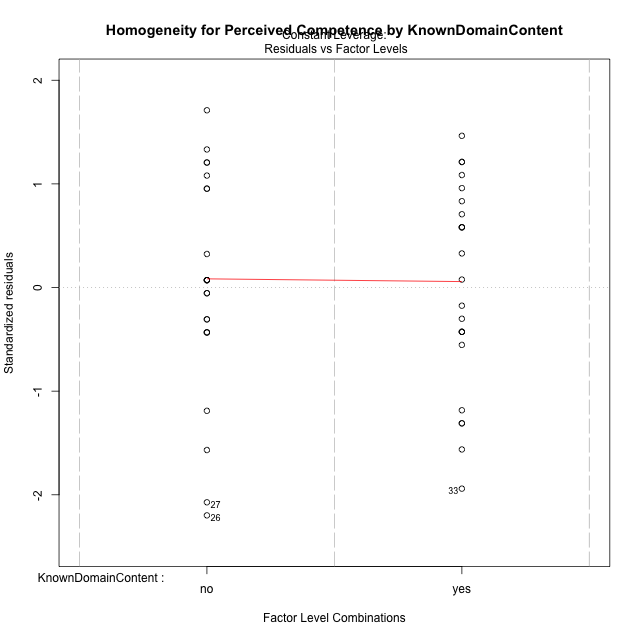 Homogeneity for Perceived Competence by KnownDomainContent
Constant Leverage:
Residuals vs Factor Levels
2
1
0
-1
-2
Standardized residuals
27
26
33
KnownDomainContent :
no
yes
Factor Level Combinations